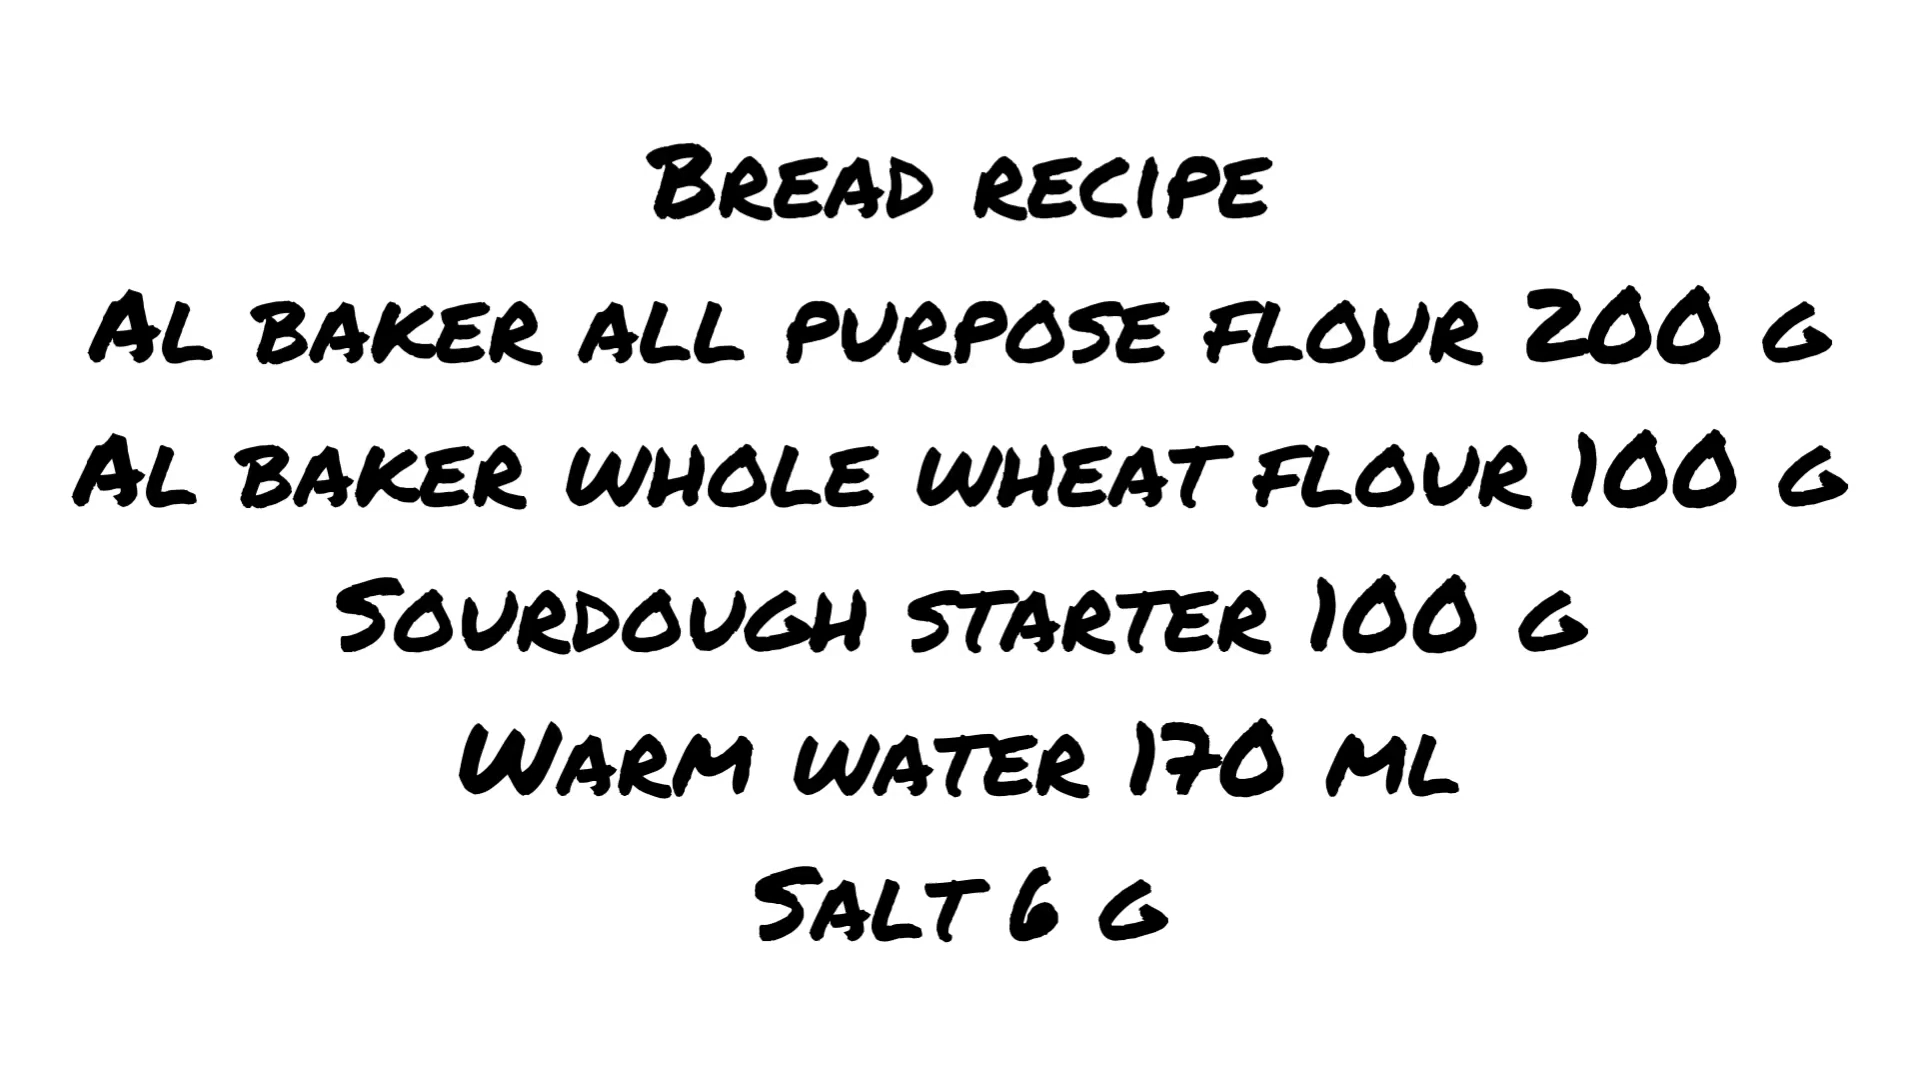 Bread recipe
Al baker all purpose flour 200 g
Al baker whole wheat flour 100 g
Sourdough starter 100 g
Warm water 170 ml
Salt 6 g